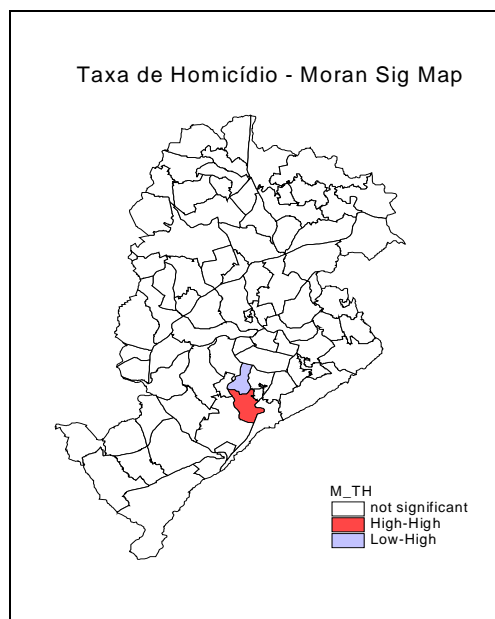 Taxa de Homicídio - Moran Sig Map
M_TH
not significant
High-High
Low-High